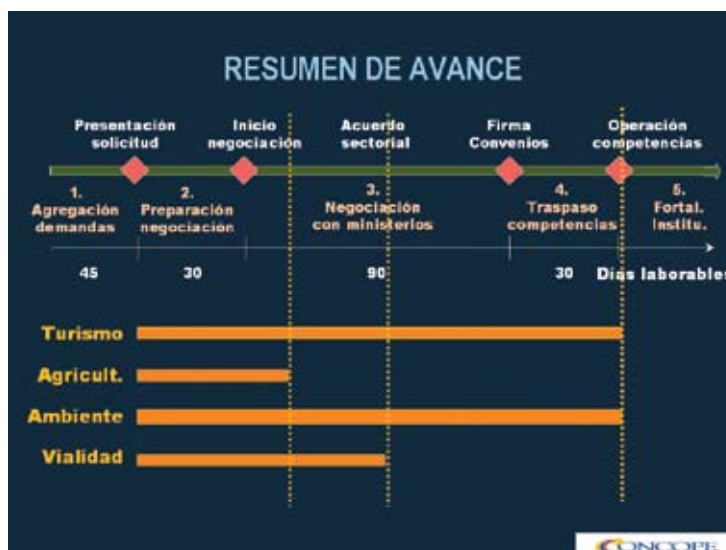 RESUMEN DE AVANCE
Presentación Inicio Acuerdo Firma Operación
solicitud negociación sectorial Convenios competencias
1. 2. 3. 4. 5.
Agregación Preparación Negociación Traspaso Fortal.
demandas negociación con ministerios competencias Institu.
45 30 90 30 Días laborables
Turismo
Agricult.
Ambiente
Vialidad
CONCOPE